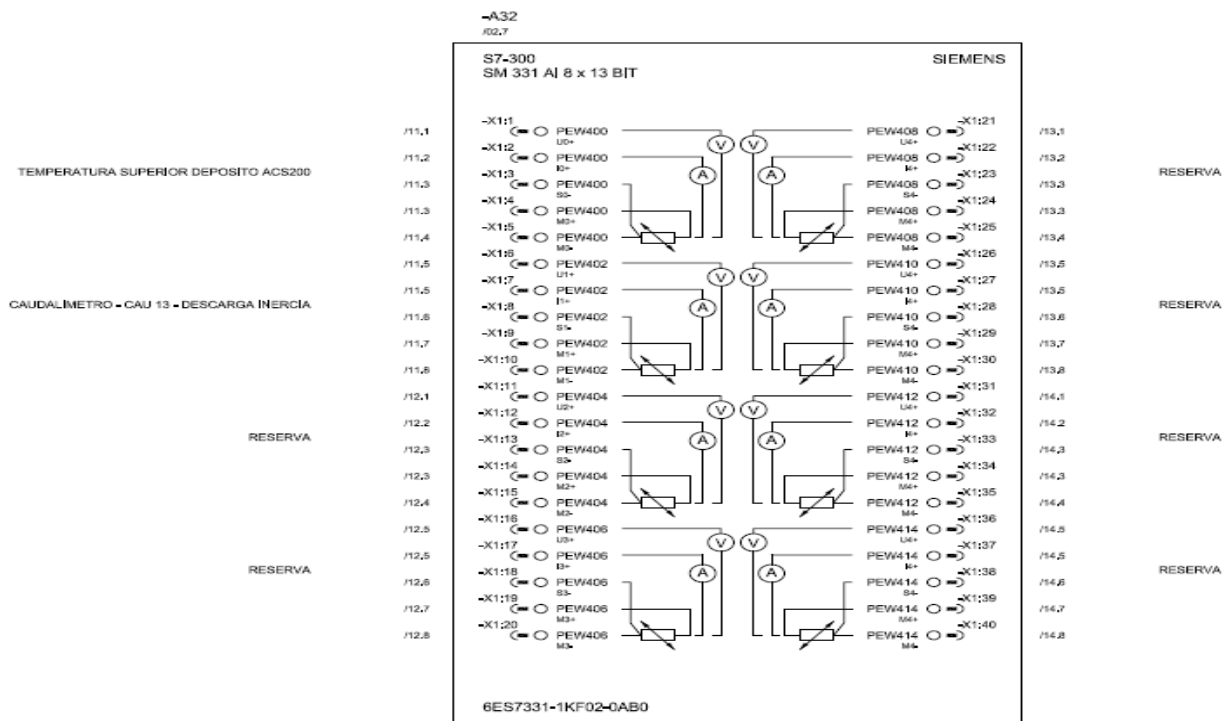 -A32
/02.7
S7-300 SIEMENS
SM 331 AI 8 x 13 BIT
-X1:1 -X1:21
/11.1 PEW400 PEW408 /13.1
U0+ U4+
-X1:2 -X1:22
/11.2 PEW400 PEW408 /13.2
I0+ I4+
TEMPERATURA SUPERIOR DEPOSITO ACS200 RESERVA
-X1:3 -X1:23
/11.3 PEW400 PEW408 /13.3
S0- S4-
-X1:4 -X1:24
/11.3 PEW400 PEW408 /13.3
M0+ M4+
-X1:5 -X1:25
/11.4 PEW400 PEW408 /13.4
M0- M4-
-X1:6 -X1:26
/11.5 PEW402 PEW410 /13.5
U1+ U4+
-X1:7 -X1:27
/11.5 PEW402 PEW410 /13.5
I1+ I4+
CAUDALIMETRO - CAU 13 - DESCARGA INERCIA RESERVA
-X1:8 -X1:28
/11.6 PEW402 PEW410 /13.6
S1- S4-
-X1:9 -X1:29
/11.7 PEW402 PEW410 /13.7
M1+ M4+
-X1:10 -X1:30
/11.8 PEW402 PEW410 /13.8
M1- M4-
-X1:11 -X1:31
/12.1 PEW404 PEW412 /14.1
U2+ U4+
-X1:12 -X1:32
/12.2 PEW404 PEW412 /14.2
I2+ I4+
RESERVA RESERVA
-X1:13 -X1:33
/12.3 PEW404 PEW412 /14.3
S2- S4-
-X1:14 -X1:34
/12.3 PEW404 PEW412 /14.3
M2+ M4+
-X1:15 -X1:35
/12.4 PEW404 PEW412 /14.4
M2- M4-
-X1:16 -X1:36
/12.5 PEW406 PEW414 /14.5
U3+ U4+
-X1:17 -X1:37
/12.5 PEW406 PEW414 /14.5
I3+ I4+
RESERVA RESERVA
-X1:18 -X1:38
/12.6 PEW406 PEW414 /14.6
S3- S4-
-X1:19 -X1:39
/12.7 PEW406 PEW414 /14.7
M3+ M4+
-X1:20 -X1:40
/12.8 PEW406 PEW414 /14.8
M3- M4-
V V
A A
V V
A A
V V
A A
V V
A A
6ES7331-1KF02-0AB0